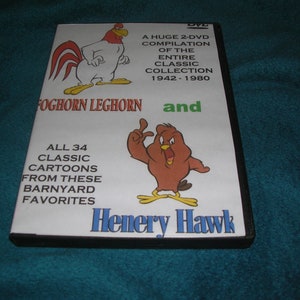 DVD
A HUGE 2-DVD
COMPILATION
OF THE
ENTIRE
CLASSIC
COLLECTION
1942 - 1980
FOGHORN LEGHORN and
ALL 34
CLASSIC
CARTOONS
FROM THESE
BARNYARD
FAVORITES
Henery Hawk